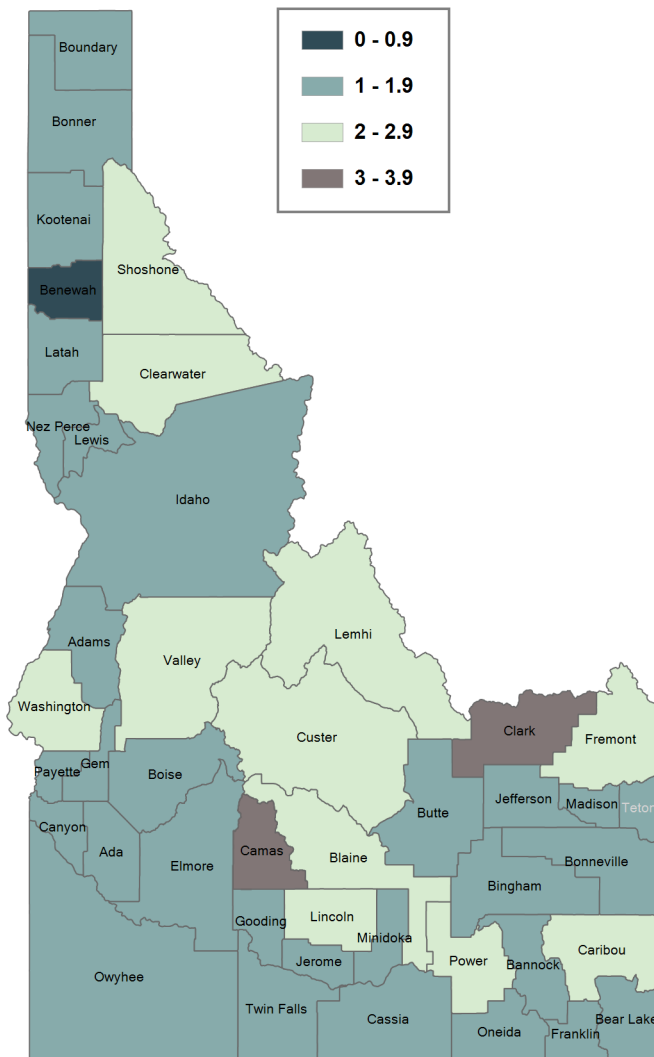 0 - 0.9
1 - 1.9
2 - 2.9
3 - 3.9
Boundary
Bonner
Kootenai
Shoshone
Benewah
Latah
Clearwater
Nez Perce
Lewis
Idaho
Lemhi
Adams
Valley
Washington
Custer
Clark
Fremont
Gem
Payette
Boise
Jefferson
Madison
Teton
Butte
Canyon
Ada
Camas
Blaine
Elmore
Bonneville
Bingham
Lincoln
Gooding
Minidoka
Caribou
Jerome
Power
Bannock
Owyhee
Twin Falls
Cassia
Bear Lake
Oneida
Franklin